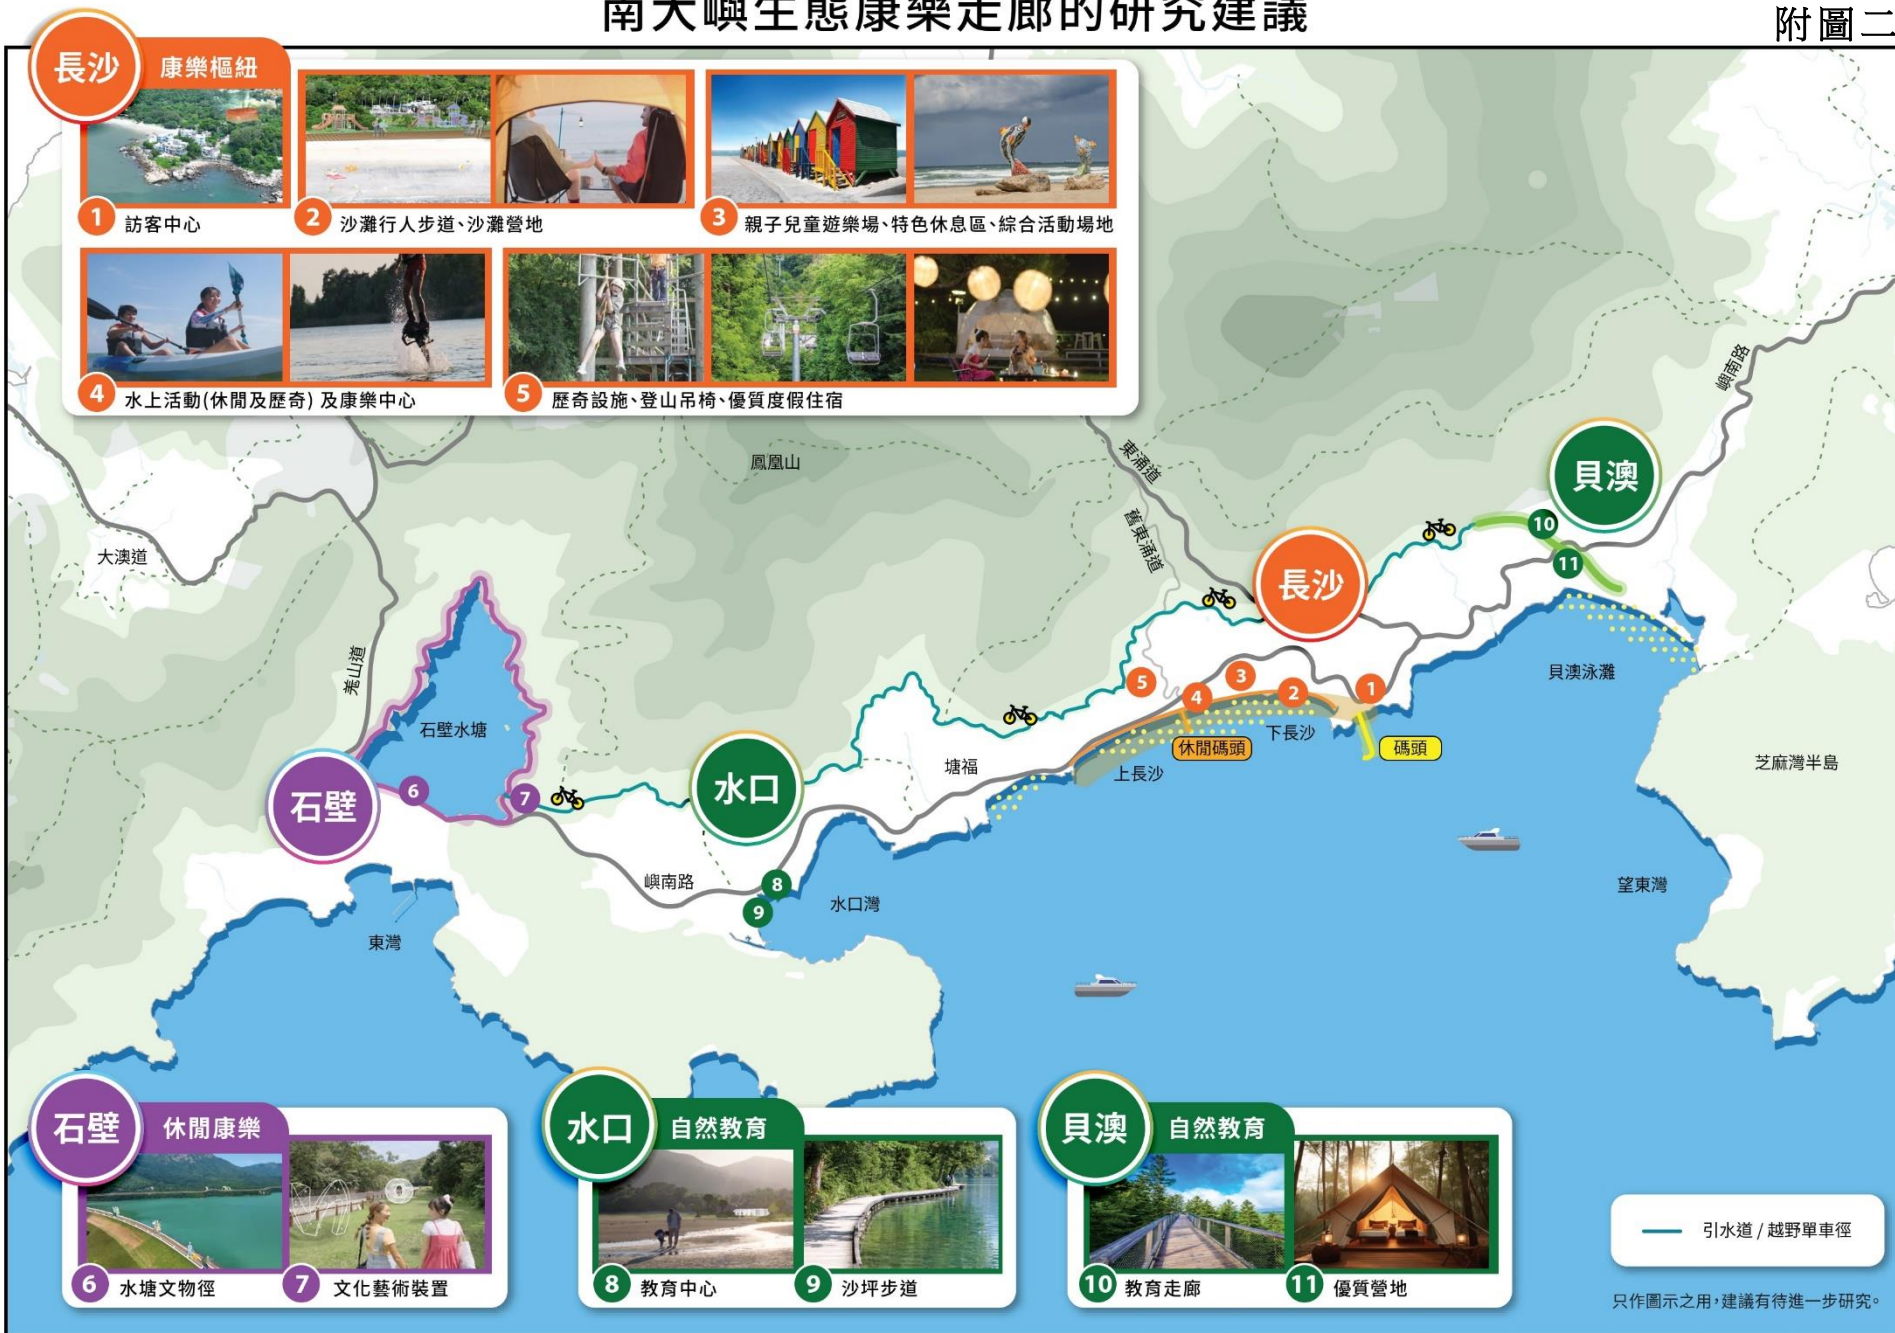 南大嶼生態康樂走廊的研究建議
附圖二
長沙
康樂樞紐
1 訪客中心
2 沙灘行人步道、沙灘營地
3 親子兒童遊樂場、特色休息區、綜合活動場地
4 水上活動(休閒及歷奇) 及康樂中心
5 歷奇設施、登山吊椅、優質度假住宿
鳳凰山
東涌道
舊東涌道
嶼南路
貝澳
10
11
大澳道
羌山道
石壁水塘
長沙
5
4
3
2
1
貝澳泳灘
休閒碼頭
下長沙
碼頭
上長沙
塘福
芝麻灣半島
石壁
6
7
水口
嶼南路
8
9
水口灣
望東灣
東灣
石壁
休閒康樂
6 水塘文物徑
7 文化藝術裝置
水口
自然教育
8 教育中心
9 沙坪步道
貝澳
自然教育
10 教育走廊
11 優質營地
引水道 / 越野單車徑
只作圖示之用，建議有待進一步研究。